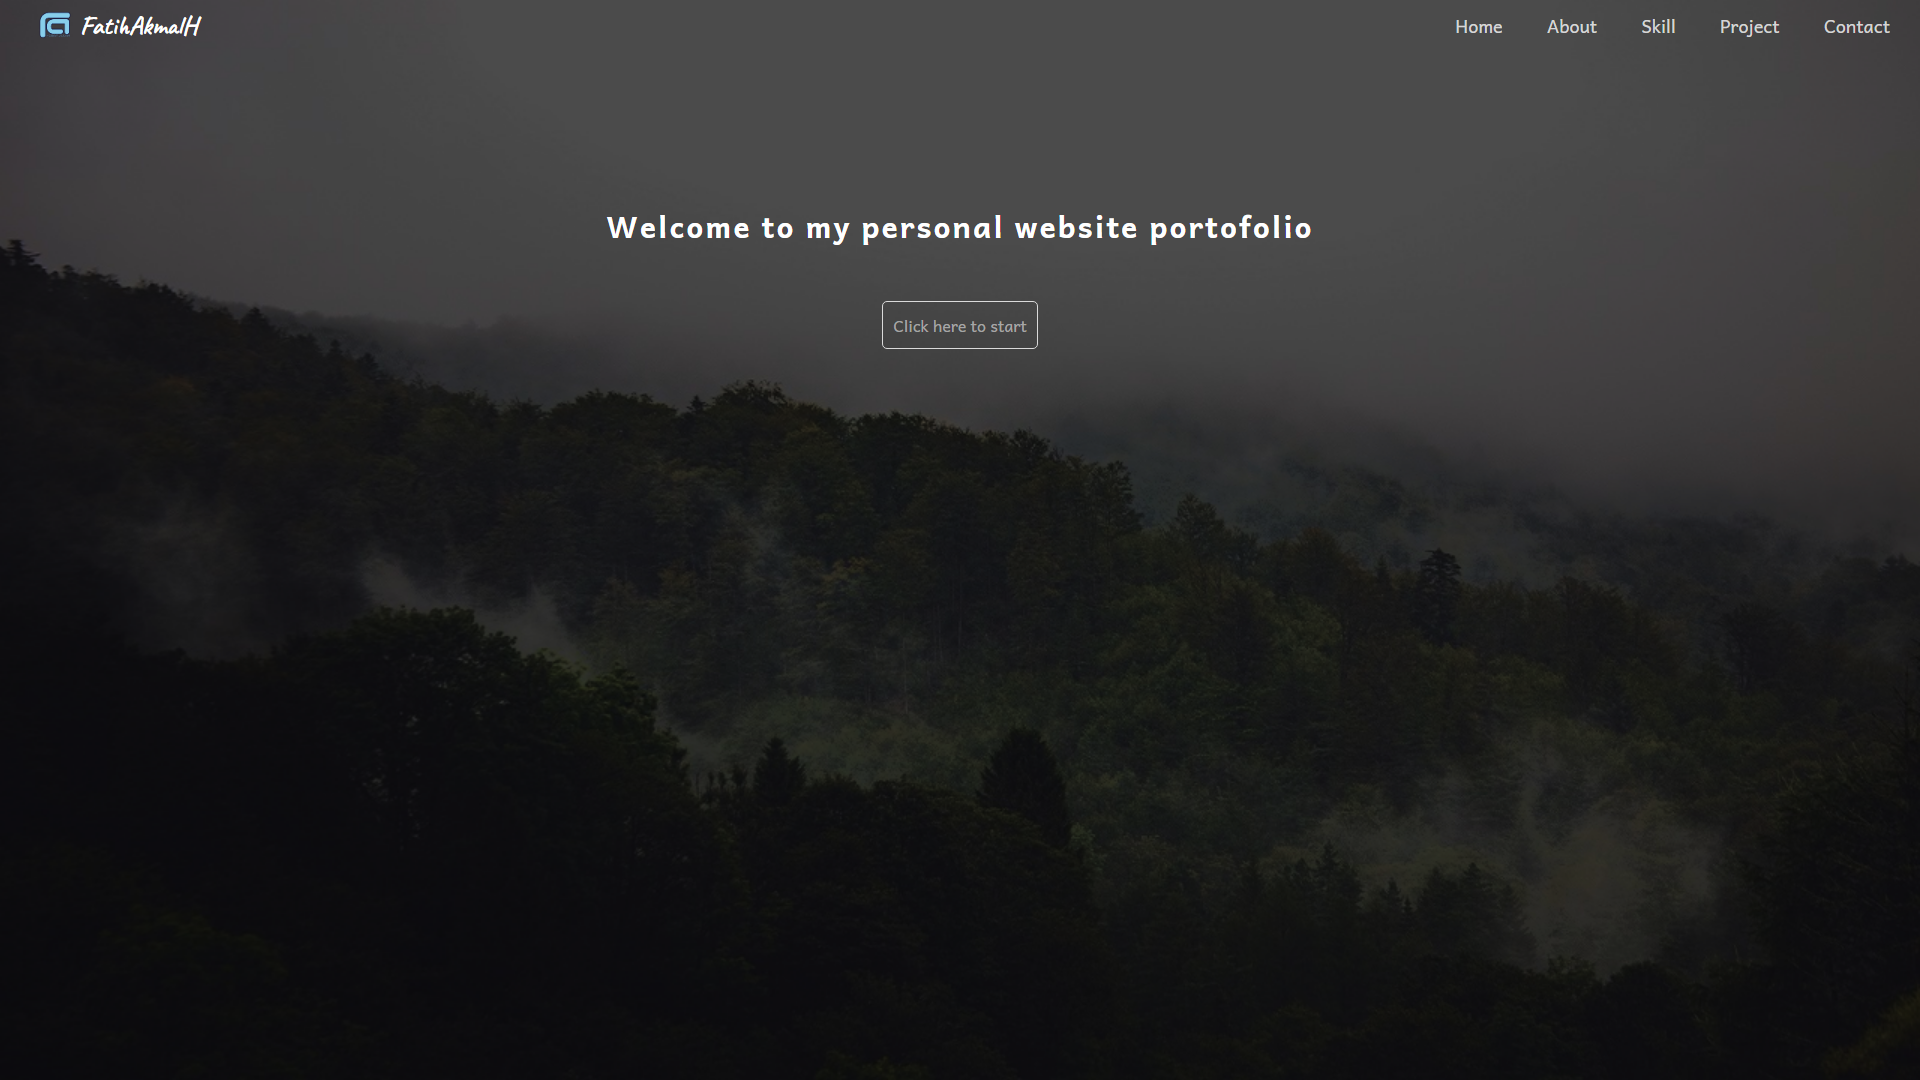 FatihAkmalH
Home About Skill Project Contact
Welcome to my personal website portofolio
Click here to start